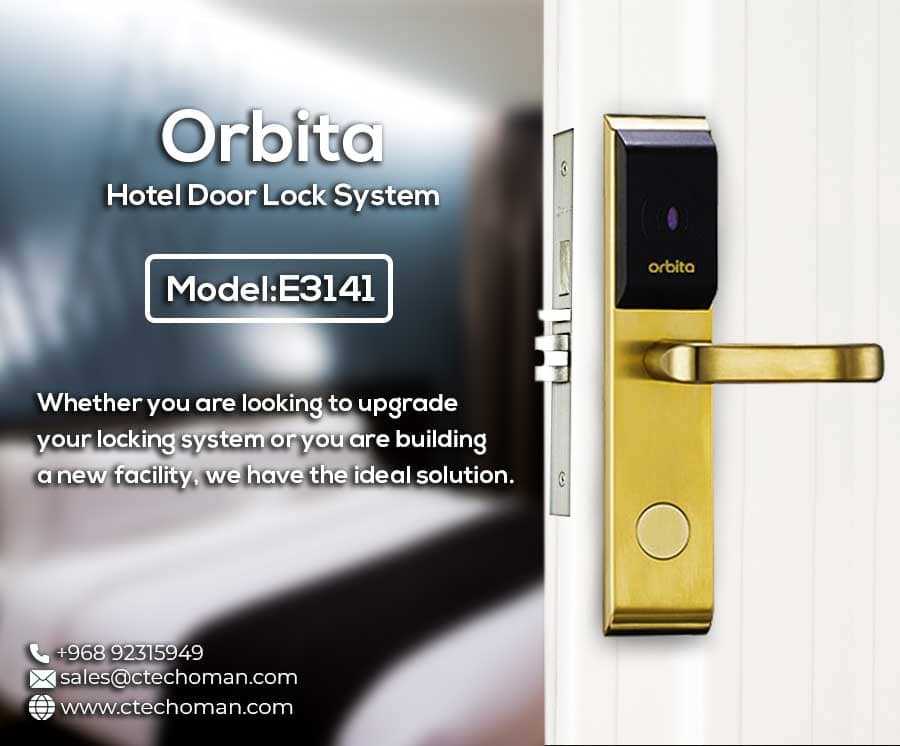 Orbita
Hotel Door Lock System
Model:E3141
orbita
Whether you are looking to upgrade
your locking system or you are building
a new facility, we have the ideal solution.
+968 92315949
sales@ctechoman.com
www.ctechoman.com